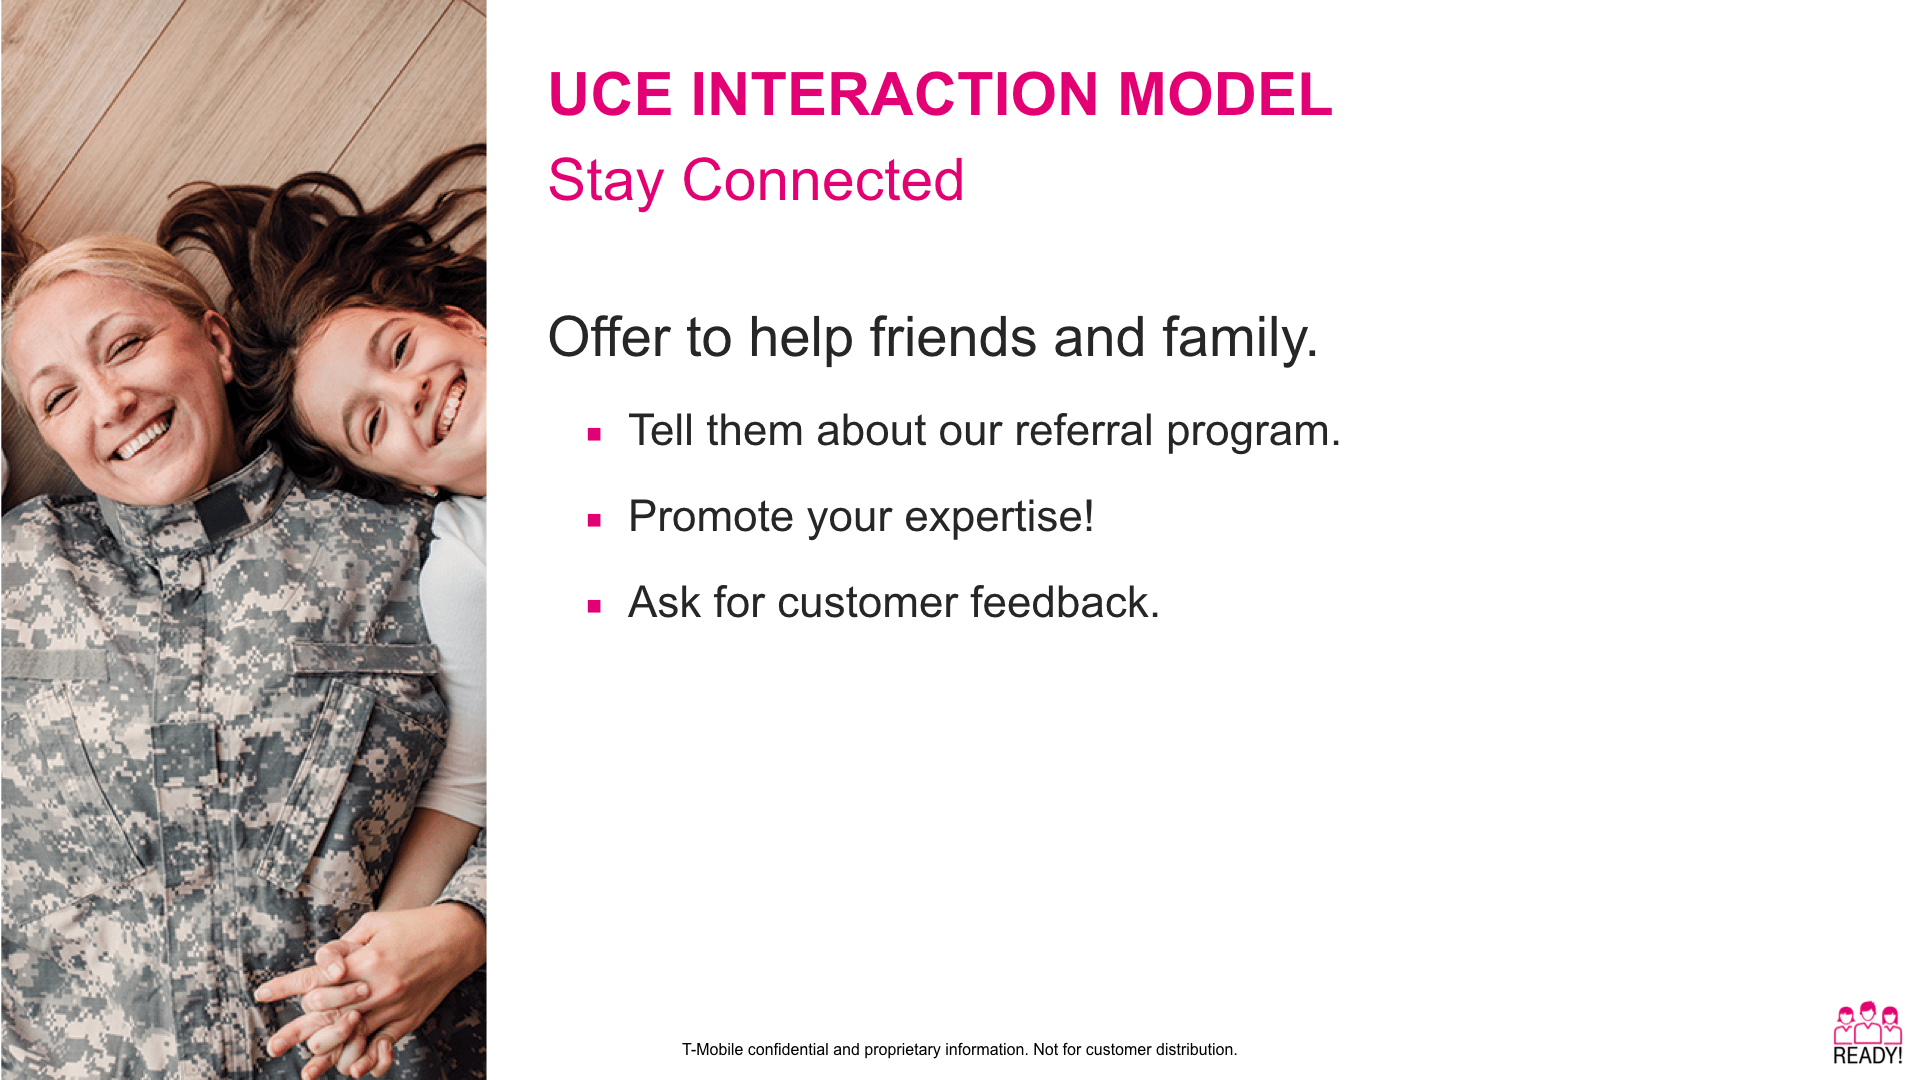 UCE INTERACTION MODEL
Stay Connected
Offer to help friends and family.
Tell them about our referral program.
Promote your expertise!
Ask for customer feedback.
T-Mobile confidential and proprietary information. Not for customer distribution.
READY!